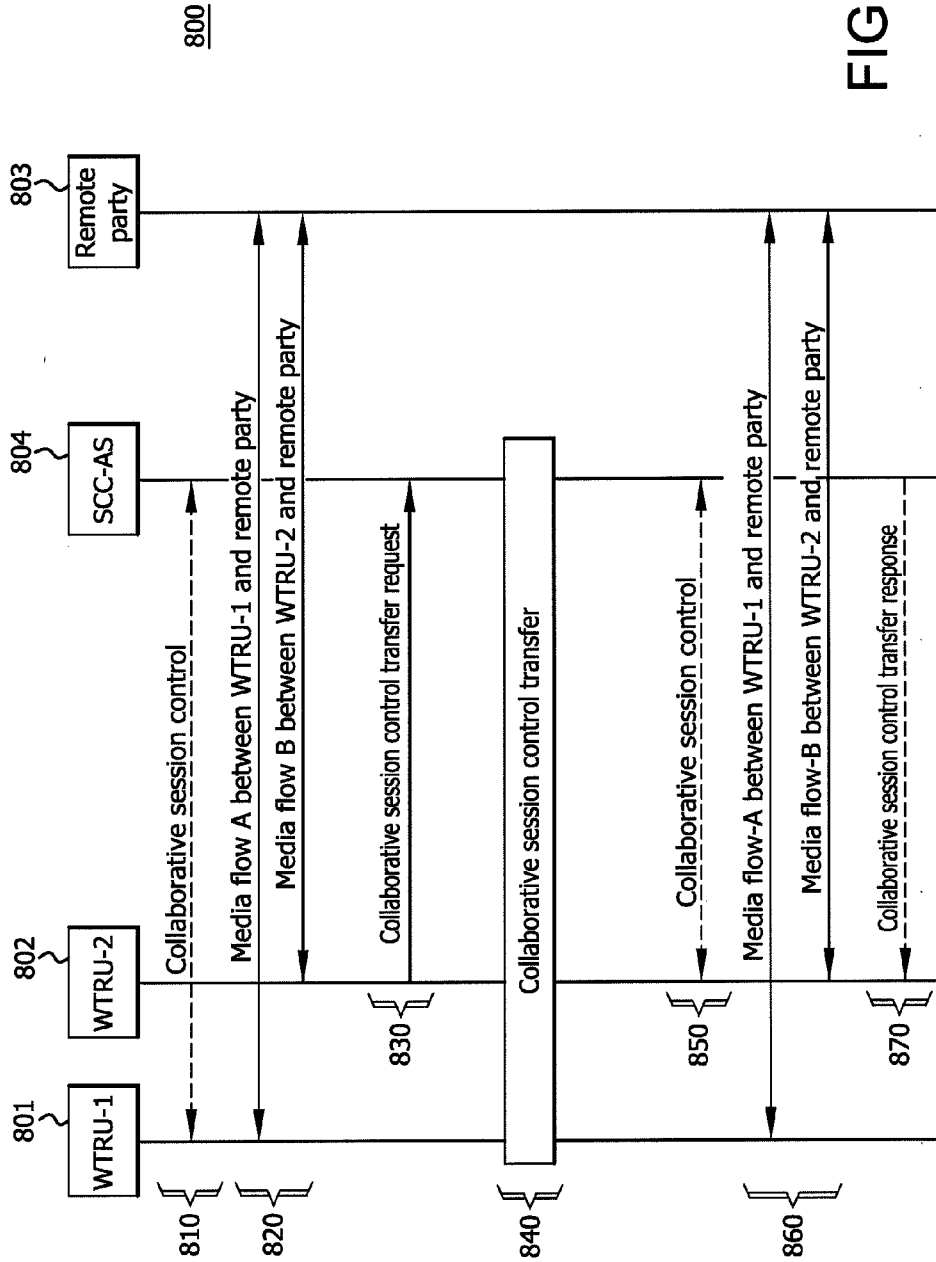 800
801
802
804
803
WTRU-1
WTRU-2
SCC-AS
Remote
party
810
Collaborative session control
820
Media flow A between WTRU-1 and remote party
Media flow B between WTRU-2 and remote party
830
Collaborative session control transfer request
840
Collaborative session control transfer
850
Collaborative session control
860
Media flow-A between WTRU-1 and remote party
Media flow-B between WTRU-2 and remote party
870
Collaborative session control transfer response
FIG